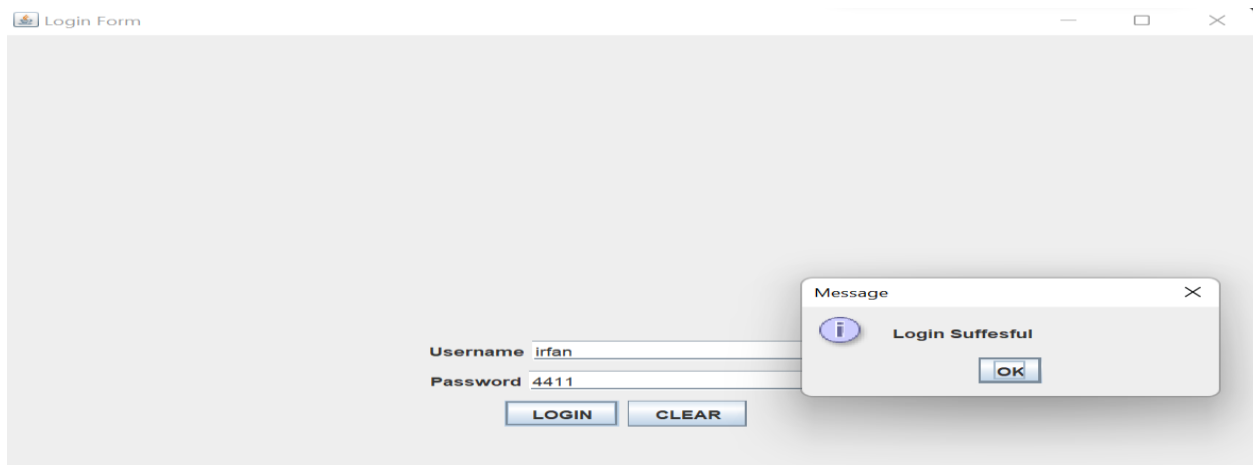 Login Form
Message
Login Suffesful
OK
Username irfan
Password 4411
LOGIN CLEAR